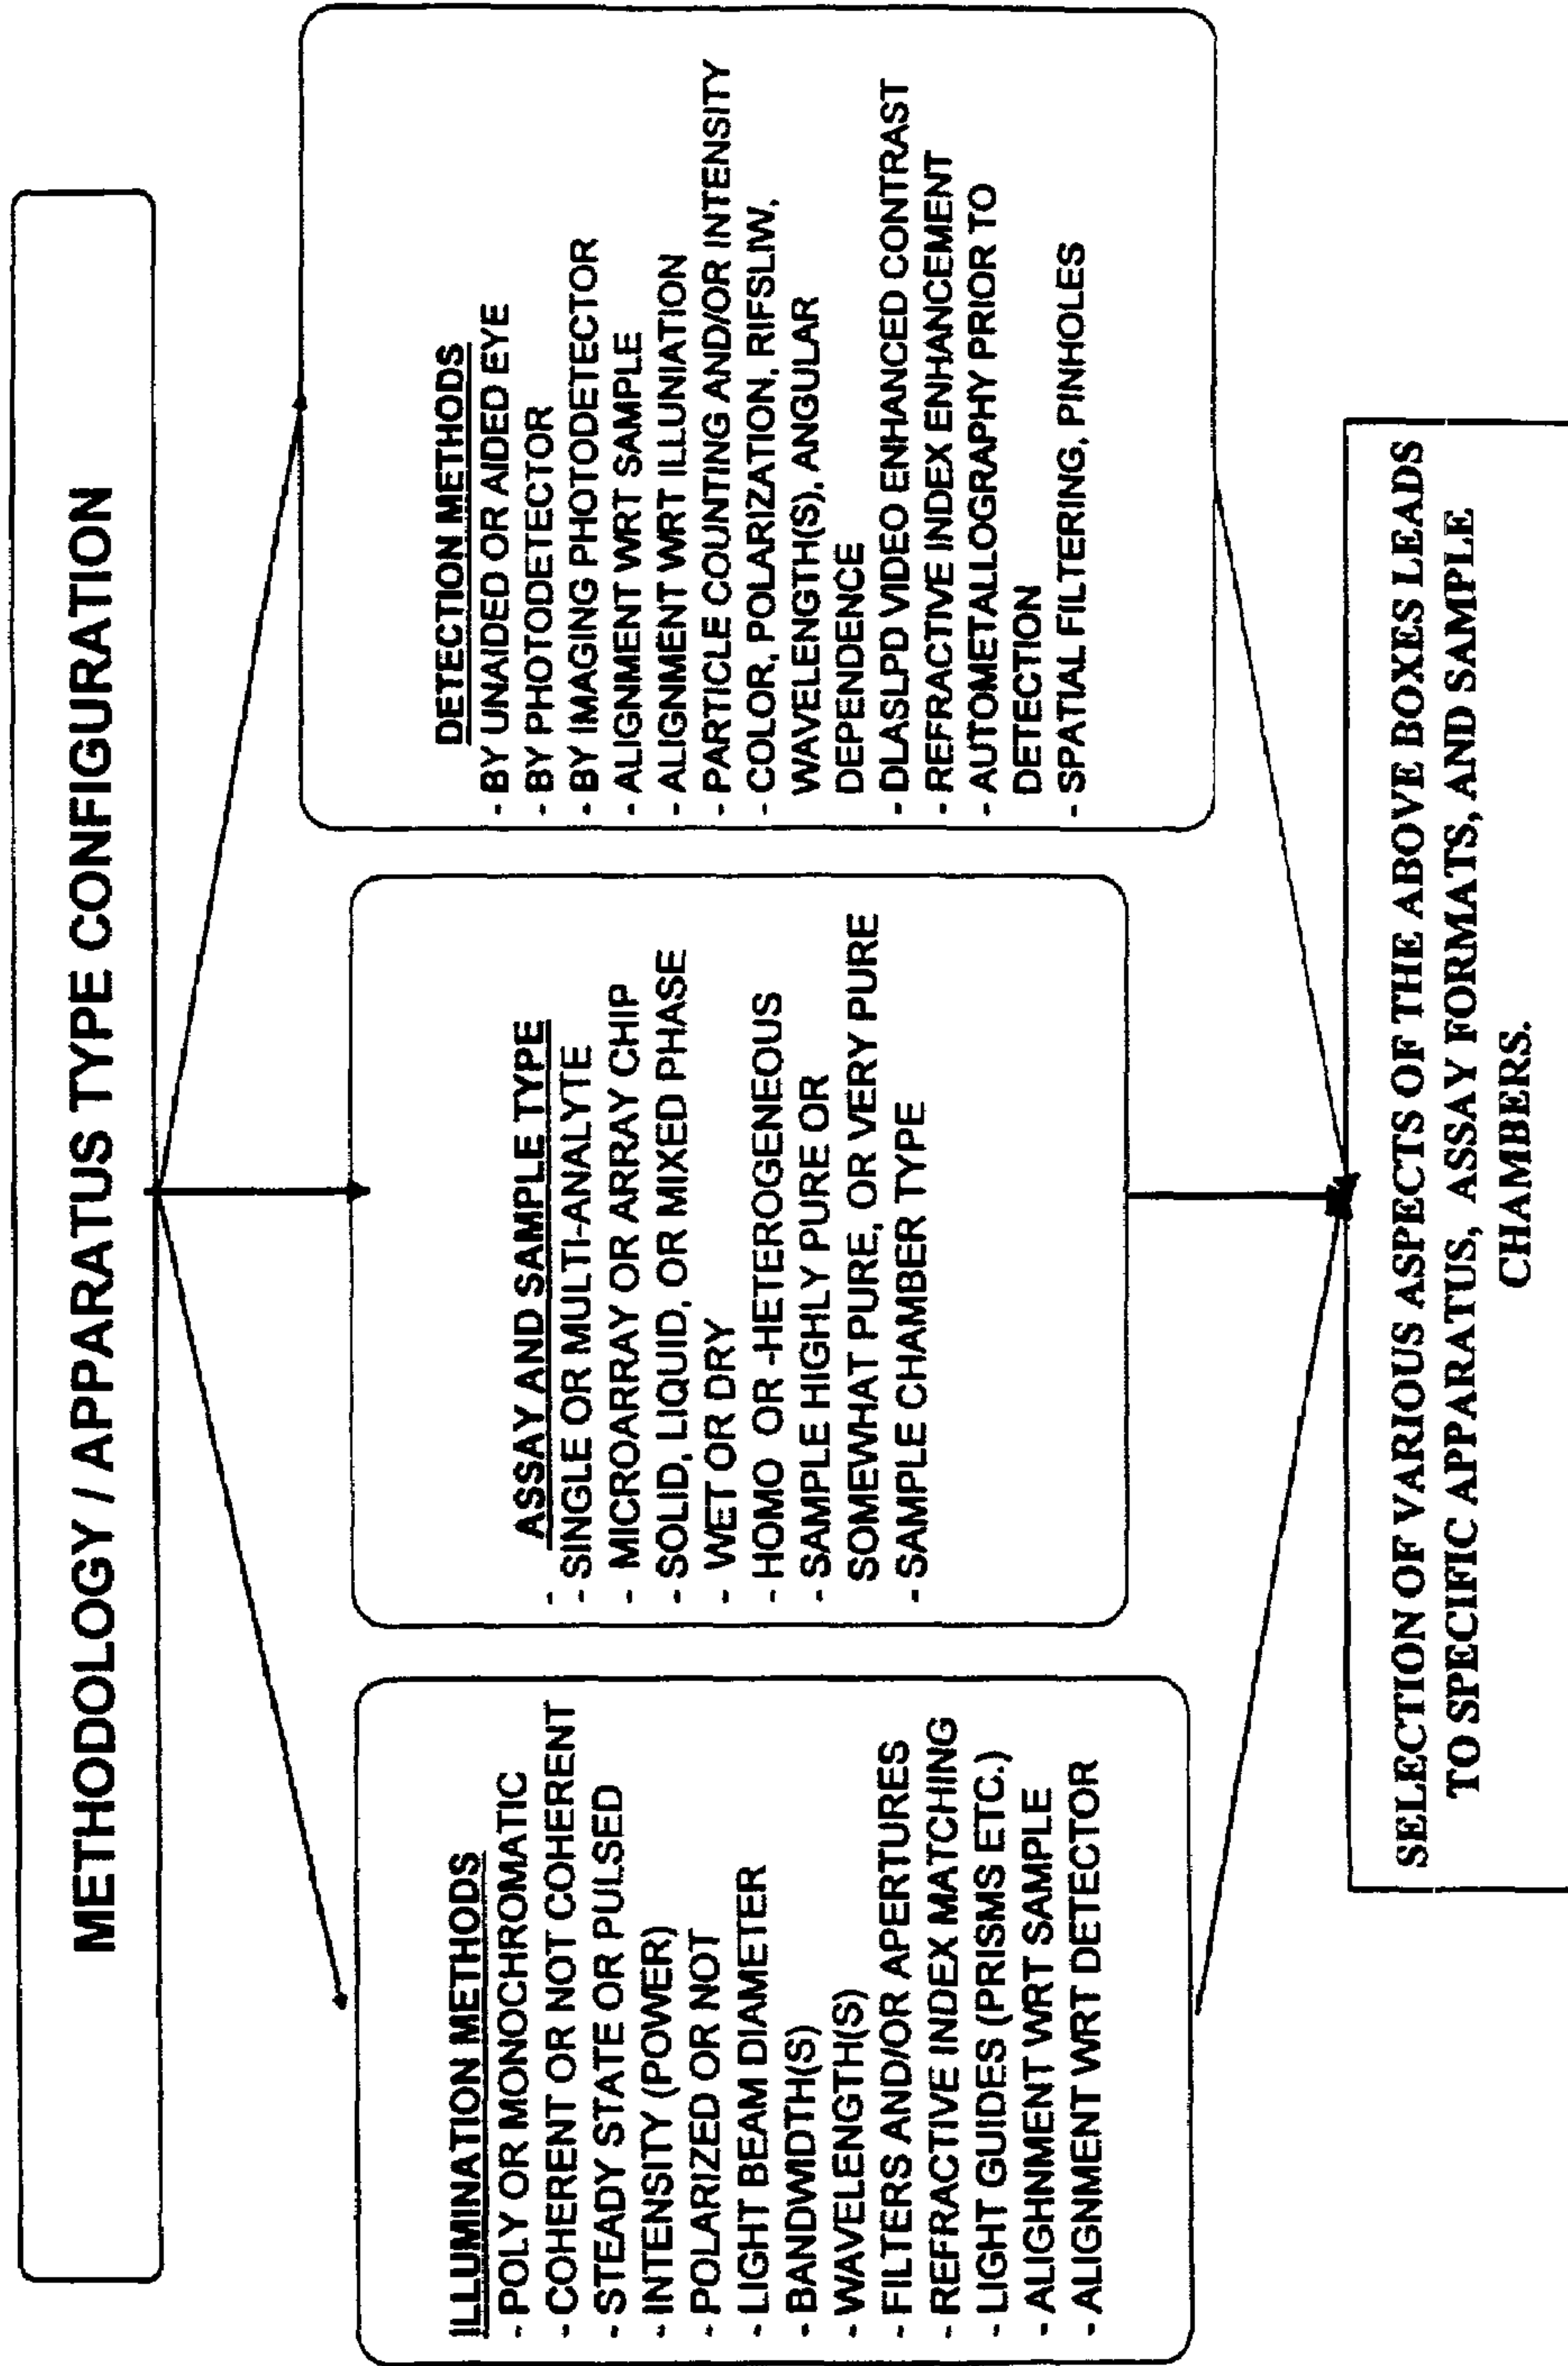 METHODOLOGY / APPARATUS TYPE CONFIGURATION
ILLUMINATION METHODS
- POLY OR MONOCHROMATIC
- COHERENT OR NOT COHERENT
- STEADY STATE OR PULSED
- INTENSITY (POWER)
- POLARIZED OR NOT
- LIGHT BEAM DIAMETER
- BANDWIDTH(S)
- WAVELENGTH(S)
- FILTERS AND/OR APERTURES
- REFRACTIVE INDEX MATCHING
- LIGHT GUIDES (PRISMS ETC.)
- ALIGHNMENT WRT SAMPLE
- ALIGNMENT WRT DETECTOR
- ASSAY AND SAMPLE TYPE
- SINGLE OR MULTI-ANALYTE
- MICROARRAY OR ARRAY CHIP
- SOLID, LIQUID, OR MIXED PHASE
- WET OR DRY
- HOMO OR -HETEROGENEOUS
- SAMPLE HIGHLY PURE OR
SOMEWHAT PURE, OR VERY PURE
- SAMPLE CHAMBER TYPE
DETECTION METHODS
- BY UNAIDED OR AIDED EYE
- BY PHOTODETECTOR
- BY IMAGING PHOTODETECTOR
- ALIGNMENT WRT SAMPLE
- ALIGNMENT WRT ILLUNIATION
- PARTICLE COUNTING AND/OR INTENSITY
- COLOR, POLARIZATION, RIFSLIW,
WAVELENGTH(S), ANGULAR
DEPENDENCE
- DLASLPD VIDEO ENHANCED CONTRAST
- REFRACTIVE INDEX ENHANCEMENT
- AUTOMETALLOGRAPHY PRIOR TO
DETECTION
- SPATIAL FILTERING, PINHOLES
SELECTION OF VARIOUS ASPECTS OF THE ABOVE BOXES LEADS
TO SPECIFIC APPARATUS, ASSAY FORMATS, AND SAMPLE
CHAMBERS.